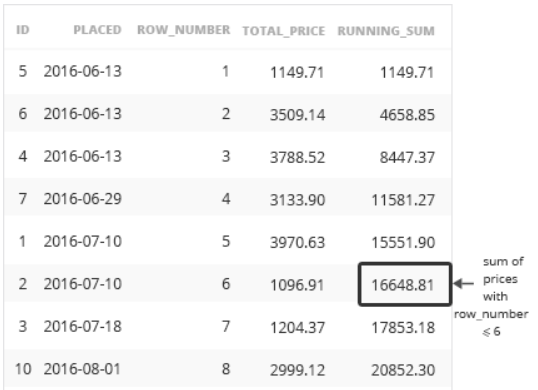 ID PLACED ROW_NUMBER TOTAL_PRICE RUNNING_SUM
5 2016-06-13 1 1149.71 1149.71
6 2016-06-13 2 3509.14 4658.85
4 2016-06-13 3 3788.52 8447.37
7 2016-06-29 4 3133.90 11581.27
1 2016-07-10 5 3970.63 15551.90
2 2016-07-10 6 1096.91 16648.81
3 2016-07-18 7 1204.37 17853.18
10 2016-08-01 8 2999.12 20852.30
sum of
prices
with
row_number
⩽ 6